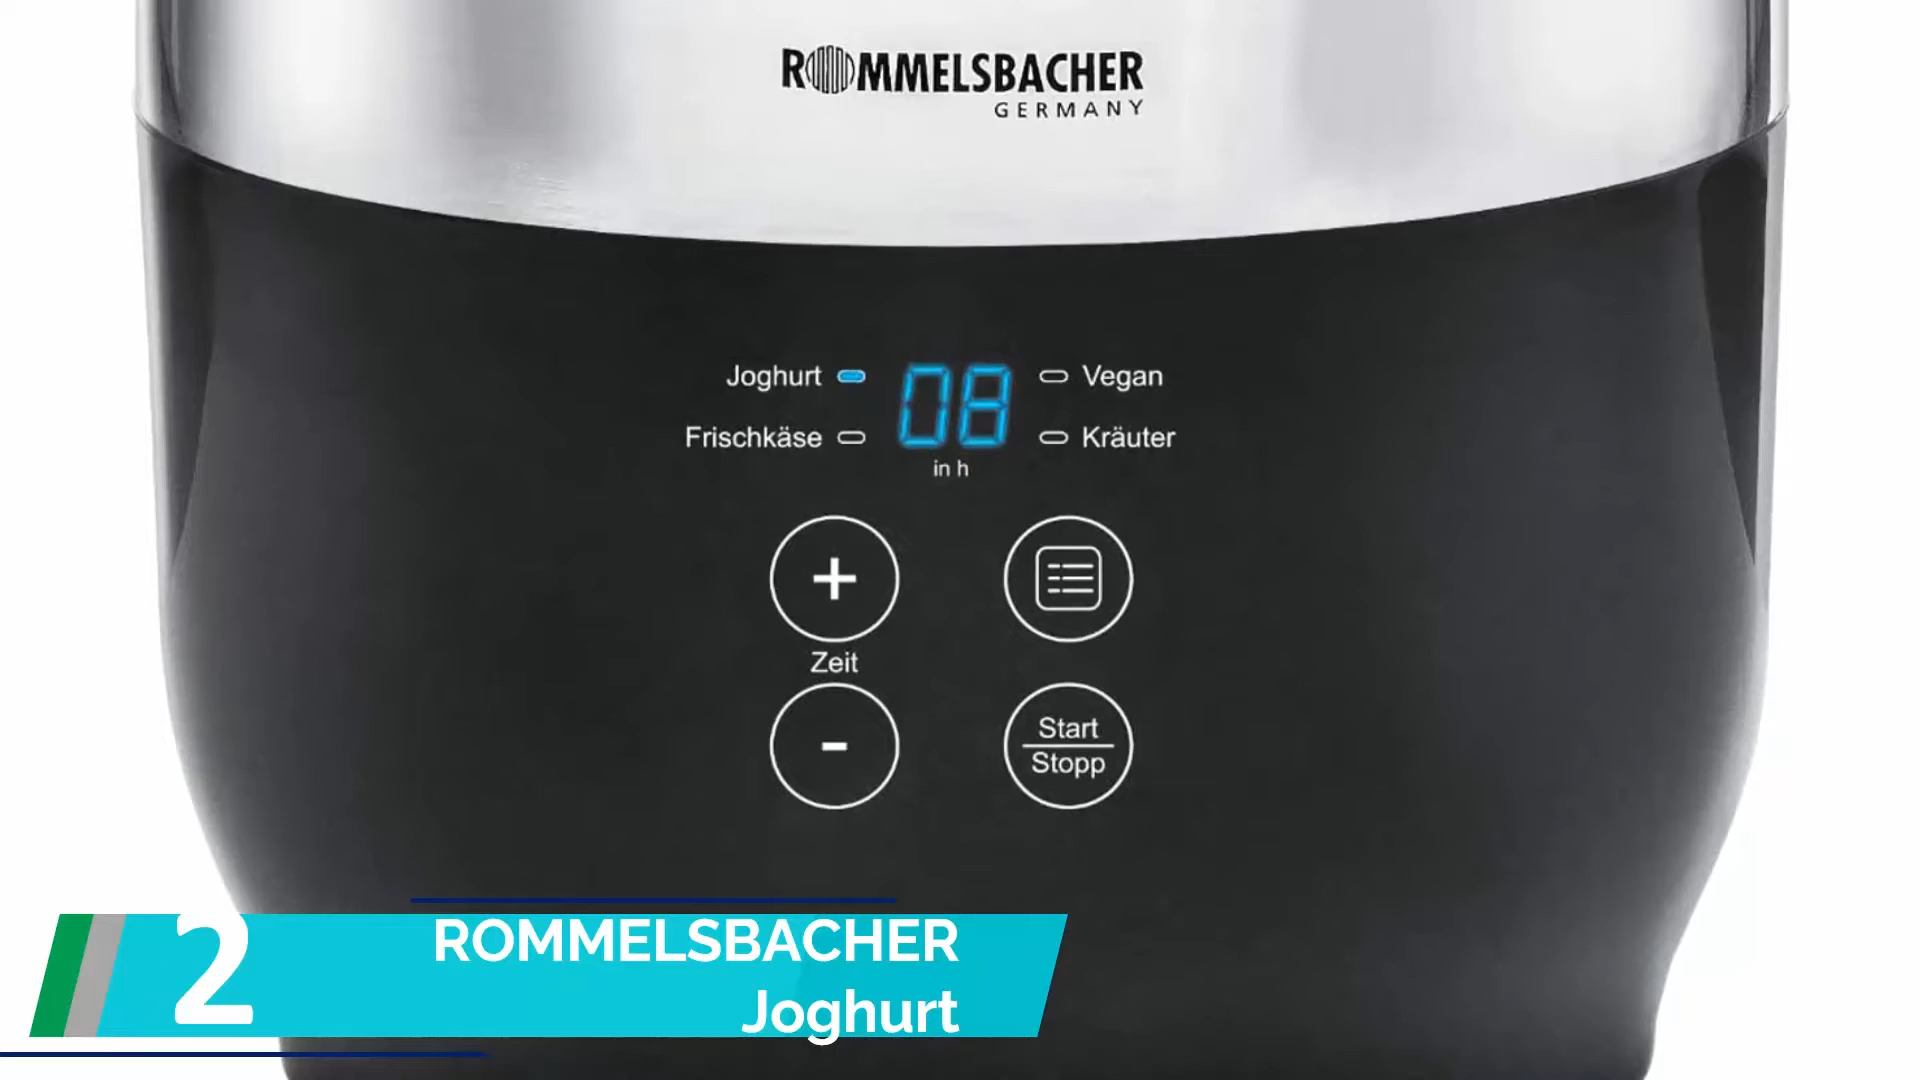 ROMMELSBACHER
GERMANY
Joghurt
08
Vegan
Frischkäse
Kräuter
in h
+
Zeit
-
Start
Stopp
2
ROMMELSBACHER
Joghurt